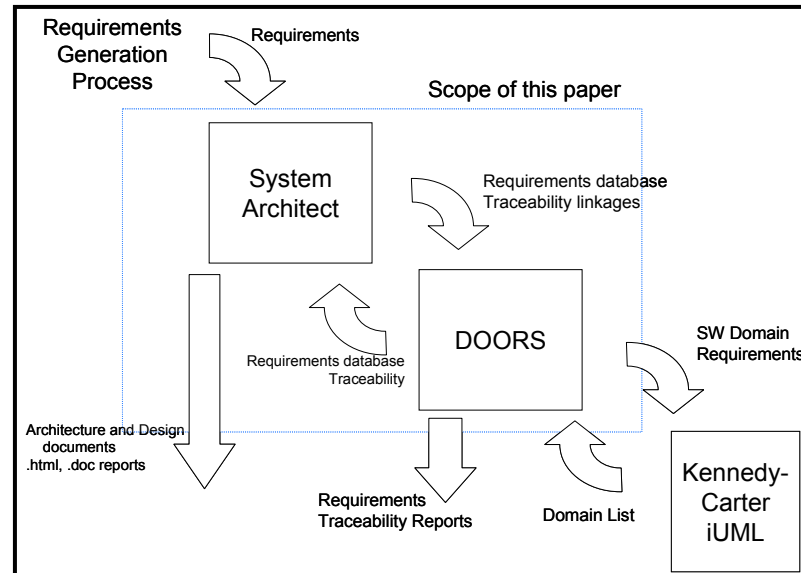 Requirements
Generation
Process
Requirements
Scope of this paper
System
Architect
Requirements database
Traceability linkages
DOORS
Requirements database
Traceability
SW Domain
Requirements
Architecture and Design
documents
.html, .doc reports
Requirements
Traceability Reports
Domain List
Kennedy-
Carter
iUML